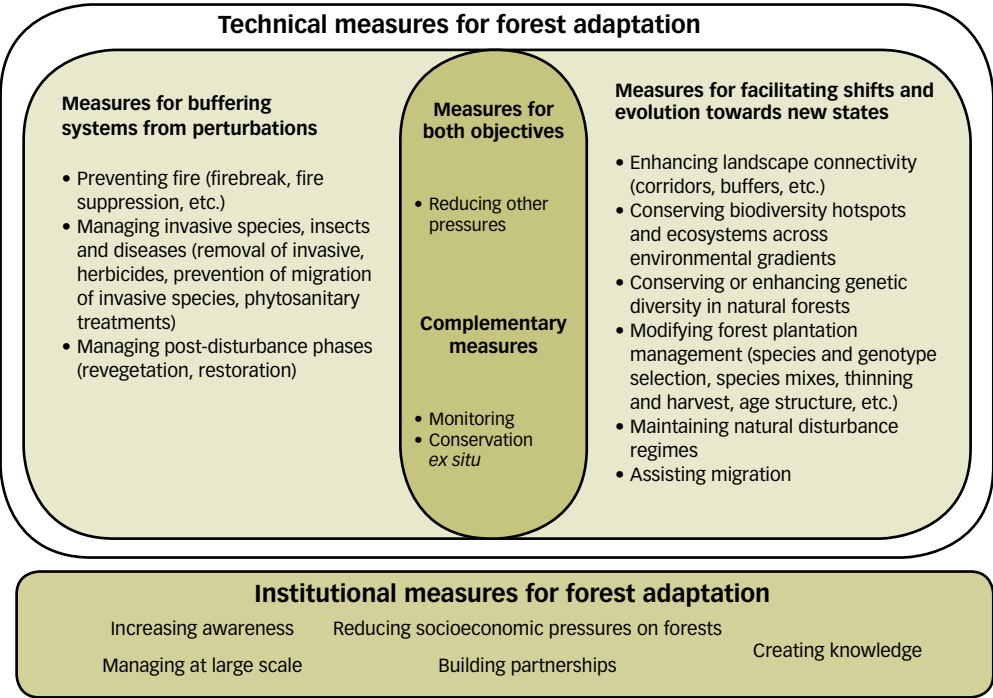 Technical measures for forest adaptation
Measures for buffering
systems from perturbations
• Preventing fire (firebreak, fire
suppression, etc.)
• Managing invasive species, insects
and diseases (removal of invasive,
herbicides, prevention of migration
of invasive species, phytosanitary
treatments)
• Managing post-disturbance phases
(revegetation, restoration)
Measures for
both objectives
• Reducing other
pressures
Complementary
measures
• Monitoring
• Conservation
ex situ
Measures for facilitating shifts and
evolution towards new states
• Enhancing landscape connectivity
(corridors, buffers, etc.)
• Conserving biodiversity hotspots
and ecosystems across
environmental gradients
• Conserving or enhancing genetic
diversity in natural forests
• Modifying forest plantation
management (species and genotype
selection, species mixes, thinning
and harvest, age structure, etc.)
• Maintaining natural disturbance
regimes
• Assisting migration
Institutional measures for forest adaptation
Increasing awareness
Reducing socioeconomic pressures on forests
Creating knowledge
Managing at large scale
Building partnerships